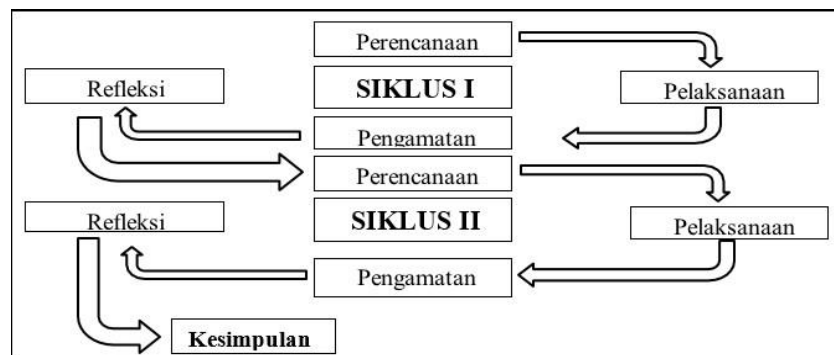 Perencanaan
Refleksi
SIKLUS I
Pelaksanaan
Pengamatan
Perencanaan
Refleksi
SIKLUS II
Pelaksanaan
Pengamatan
Kesimpulan